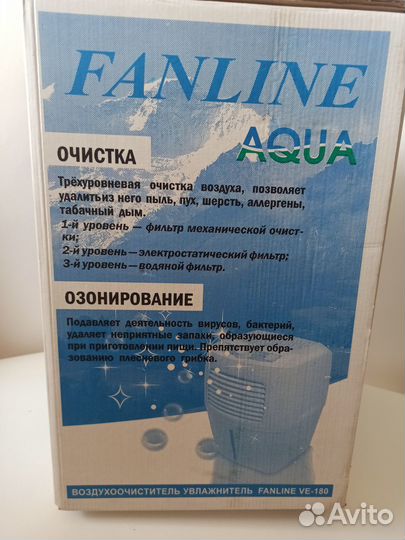 FANLINE
AQUA
ОЧИСТКА
Трёхуровневая очистка воздуха, позволяет
удалить из него пыль, пух, шерсть, аллергены,
табачный дым.
1-й уровень — фильтр механической очист-
ки;
2-й уровень — электростатический фильтр;
3-й уровень — водяной фильтр.
ОЗОНИРОВАНИЕ
Подавляет деятельность вирусов, бактерий,
удаляет неприятные запахи, образующиеся
при приготовлении пищи. Препятствует обра-
зованию плесневого грибка.
ВОЗДУХООЧИСТИТЕЛЬ УВЛАЖНИТЕЛЬ FANLINE VE-180
Avito